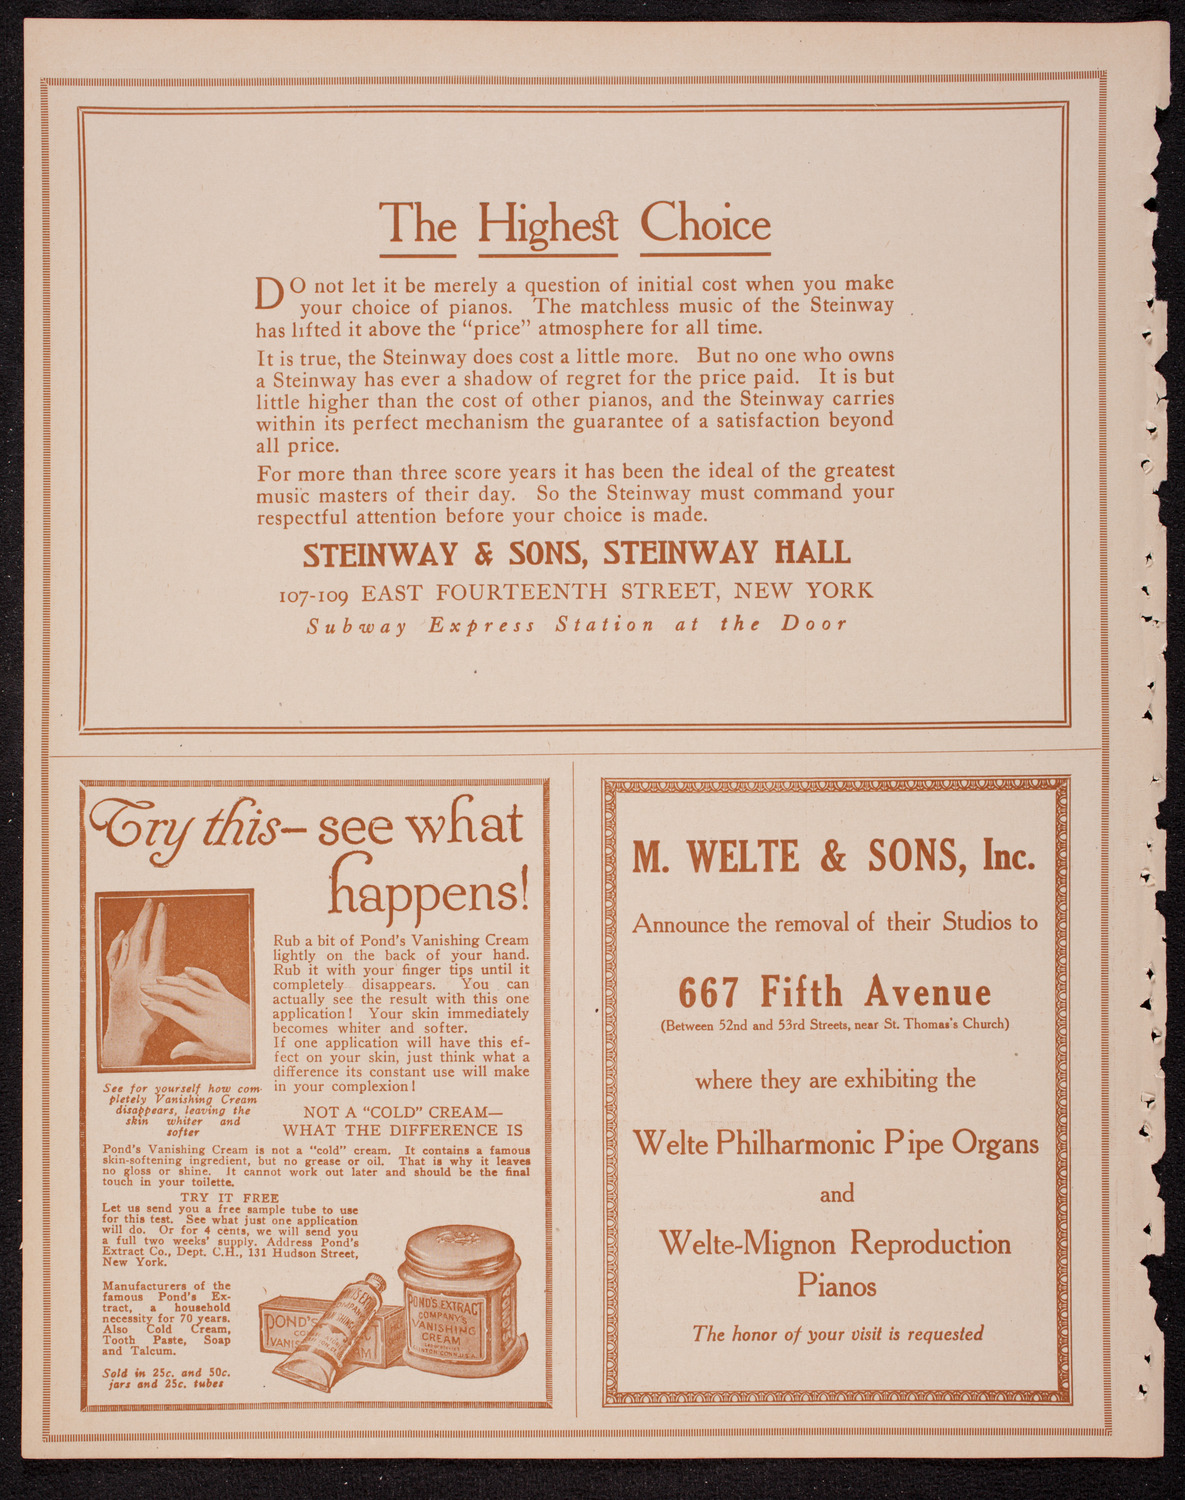 The Highest Choice
DO not let it be merely a question of initial cost when you make
your choice of pianos. The matchless music of the Steinway
has lifted it above the "price" atmosphere for all time.
It is true, the Steinway does cost a little more. But no one who owns
a Steinway has ever a shadow of regret for the price paid. It is but
little higher than the cost of other pianos, and the Steinway carries
within its perfect mechanism the guarantee of a satisfaction beyond
all price.
For more than three score years it has been the ideal of the greatest
music masters of their day. So the Steinway must command your
respectful attention before your choice is made.
STEINWAY & SONS, STEINWAY HALL
107-109 EAST FOURTEENTH STREET, NEW YORK
Subway Express Station at the Door
Try this—see what
happens!
Rub a bit of Pond's Vanishing Cream
lightly on the back of your hand.
Rub it with your finger tips until it
completely disappears. You can
actually see the result with this one
application! Your skin immediately
becomes whiter and softer.
If one application will have this ef-
fect on your skin, just think what a
difference its constant use will make
in your complexion!
See for yourself how com-
pletely Vanishing Cream
disappears, leaving the
skin whiter and
softer
NOT A "COLD" CREAM—
WHAT THE DIFFERENCE IS
Pond's Vanishing Cream is not a "cold" cream. It contains a famous
skin-softening ingredient, but no grease or oil. That is why it leaves
no gloss or shine. It cannot work out later and should be the final
touch in your toilette.
TRY IT FREE
Let us send you a free sample tube to use
for this test. See what just one application
will do. Or for 4 cents, we will send you
a full two weeks' supply. Address Pond's
Extract Co., Dept. C.H., 131 Hudson Street,
New York.
Manufacturers of the
famous Pond's Ex-
tract, a household
necessity for 70 years.
Also Cold Cream,
Tooth Paste, Soap
and Talcum.
Sold in 25c. and 50c.
jars and 25c. tubes
POND'S
VANIS
POND'S EXTRACT
COMPANY'S
VANISHING
CREAM
M. WELTE & SONS, Inc.
Announce the removal of their Studios to
667 Fifth Avenue
(Between 52nd and 53rd Streets, near St. Thomas's Church)
where they are exhibiting the
Welte Philharmonic Pipe Organs
and
Welte-Mignon Reproduction
Pianos
The honor of your visit is requested